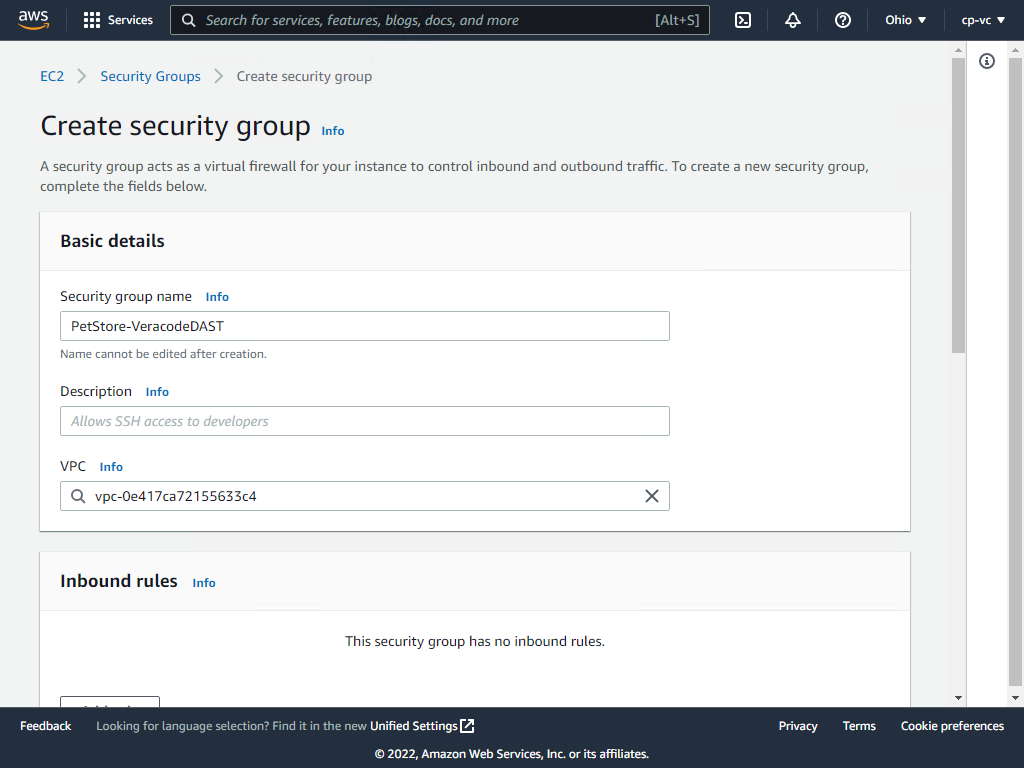 aws Services Search for services, features, blogs, docs, and more [Alt+S] Ohio cp-vc
EC2 Security Groups Create security group
Create security group Info
A security group acts as a virtual firewall for your instance to control inbound and outbound traffic. To create a new security group,
complete the fields below.
Basic details
Security group name Info
PetStore-VeracodeDAST
Name cannot be edited after creation.
Description Info
Allows SSH access to developers
VPC Info
vpc-0e417ca72155633c4
Inbound rules Info
This security group has no inbound rules.
Feedback Looking for language selection? Find it in the new Unified Settings Privacy Terms Cookie preferences
© 2022, Amazon Web Services, Inc. or its affiliates.